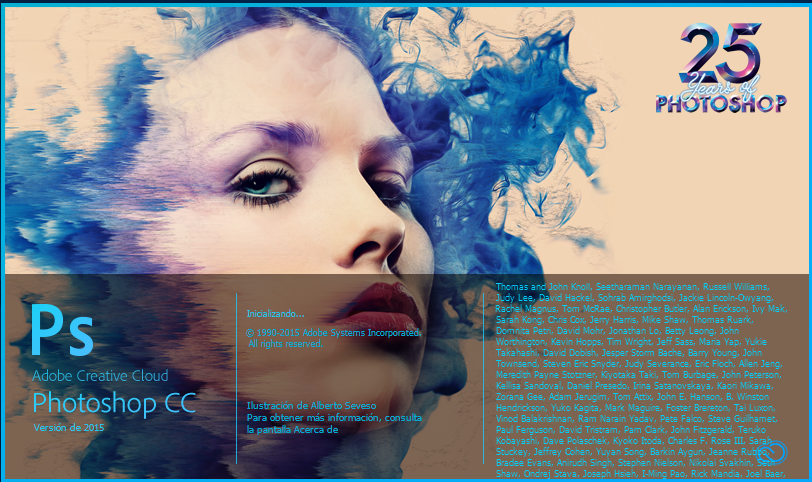 25
Years of
PHOTOSHOP
Ps
Adobe Creative Cloud
Photoshop CC
Versión de 2015
Inicializando...
© 1990-2015 Adobe Systems Incorporated.
All rights reserved.
Ilustración de Alberto Seveso
Para obtener más información, consulta
la pantalla Acerca de
Thomas and John Knoll, Seetharaman Narayanan, Russell Williams,
Judy Lee, David Hackel, Sohrab Amirghodsi, Jackie Lincoln-Owyang,
Rachel Magnus, Tom McRae, Christopher Butler, Alan Erickson, Ivy Mak,
Sarah Kong, Chris Cox, Jerry Harris, Mike Shaw, Thomas Ruark,
Domnita Petri, David Mohr, Jonathan Lo, Betty Leong, John
Worthington, Kevin Hopps, Tim Wright, Jeff Sass, Maria Yap, Yukie
Takahashi, David Dobish, Jesper Storm Bache, Barry Young, John
Townsend, Steven Eric Snyder, Judy Severance, Eric Floch, Allen Jeng,
Meredith Payne Stotzner, Kiyotaka Taki, Tom Burbage, John Peterson,
Kellisa Sandoval, Daniel Presedo, Irina Satanovskaya, Kaori Mikawa,
Zorana Gee, Adam Jerugim, Tom Attix, John E. Hanson, B. Winston
Hendrickson, Yuko Kagita, Mark Maguire, Foster Brereton, Tai Luxon,
Vinod Balakrishnan, Ram Narain Yadav, Pete Falco, Steve Guilhamet,
Paul Ferguson, David Tristram, Pam Clark, John Fitzgerald, Teruko
Kobayashi, Dave Polaschek, Kyoko Itoda, Charles F. Rose III, Sarah
Stuckey, Jeffrey Cohen, Yuyan Song, Barkin Aygun, Jeanne Rubbo,
Bradee Evans, Anirudh Singh, Stephen Nielson, Nikolai Svakhin, Seth
Shaw, Ondrej Stava, Joseph Hsieh, I-Ming Pao, Rick Mandia, Joel Baer,